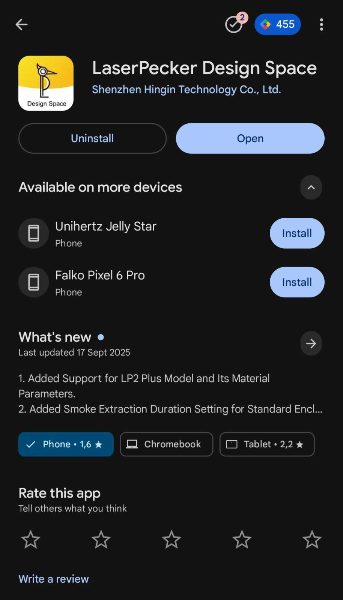 2
455
LaserPecker Design Space
Shenzhen Hingin Technology Co., Ltd.
Design Space
Uninstall
Open
Available on more devices
Unihertz Jelly Star
Phone
Install
Falko Pixel 6 Pro
Phone
Install
What's new
Last updated 17 Sept 2025
1. Added Support for LP2 Plus Model and Its Material
Parameters.
2. Added Smoke Extraction Duration Setting for Standard Encl...
Phone • 1,6 ★
Chromebook
Tablet • 2,2 ★
Rate this app
Tell others what you think
Write a review